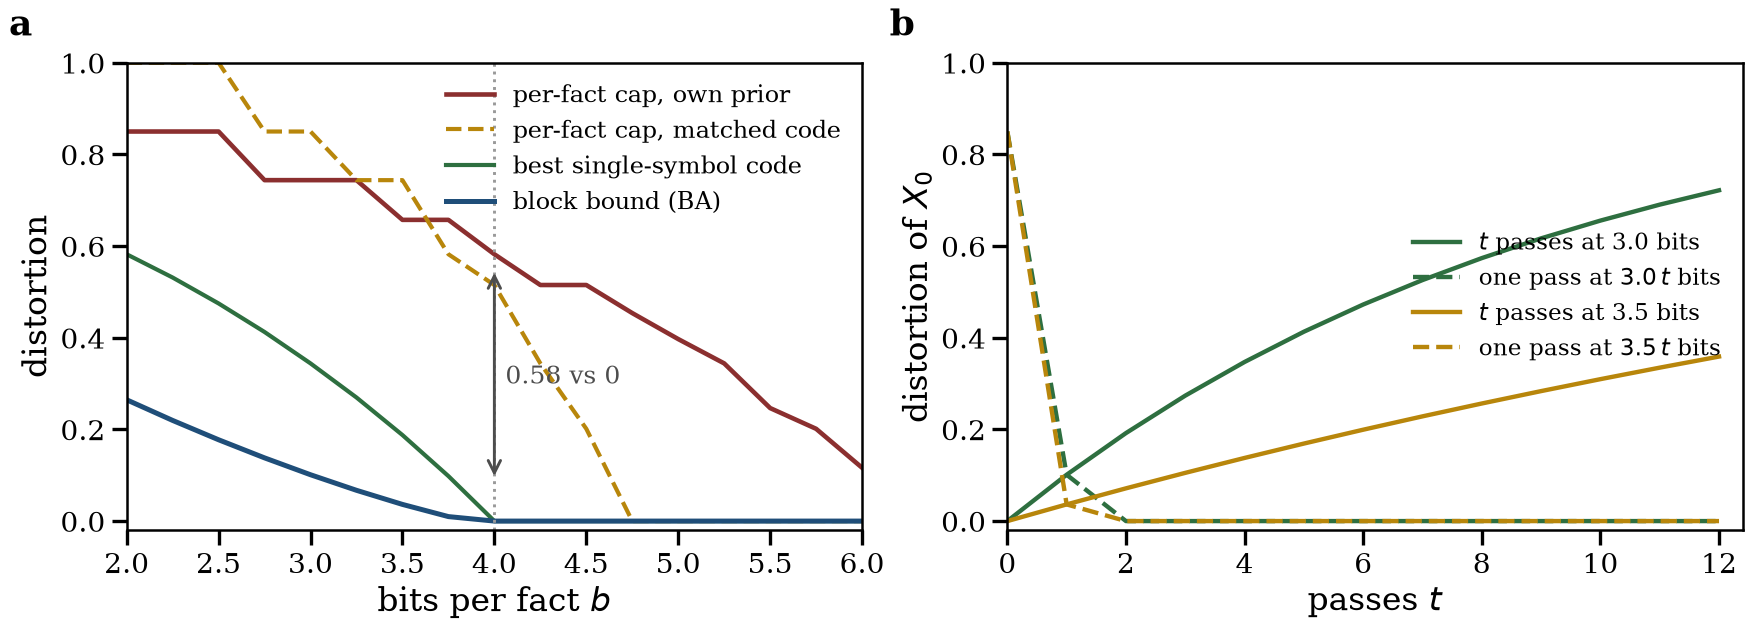 a
1.0
0.8
0.6
0.4
0.2
0.0
distortion
per-fact cap, own prior
per-fact cap, matched code
best single-symbol code
block bound (BA)
0.58 vs 0
2.0 2.5 3.0 3.5 4.0 4.5 5.0 5.5 6.0
bits per fact b
b
1.0
0.8
0.6
0.4
0.2
0.0
distortion of X₀
t passes at 3.0 bits
one pass at 3.0 t bits
t passes at 3.5 bits
one pass at 3.5 t bits
0 2 4 6 8 10 12
passes t